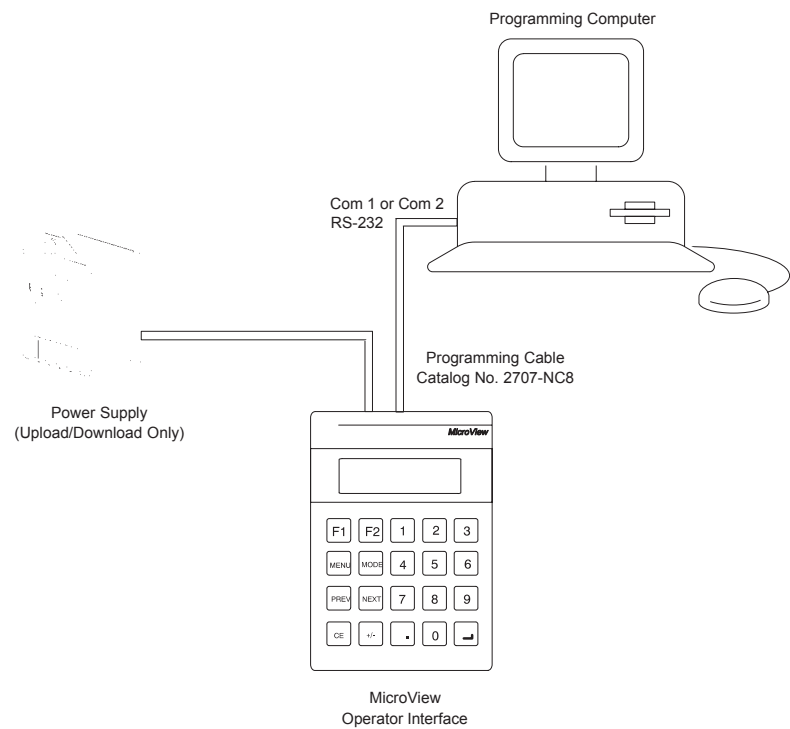 Programming Computer
Com 1 or Com 2
RS-232
Programming Cable
Catalog No. 2707-NC8
Power Supply
(Upload/Download Only)
MicroView
F1 F2 1 2 3
MENU MODE 4 5 6
PREV NEXT 7 8 9
CE +/- . 0
MicroView
Operator Interface